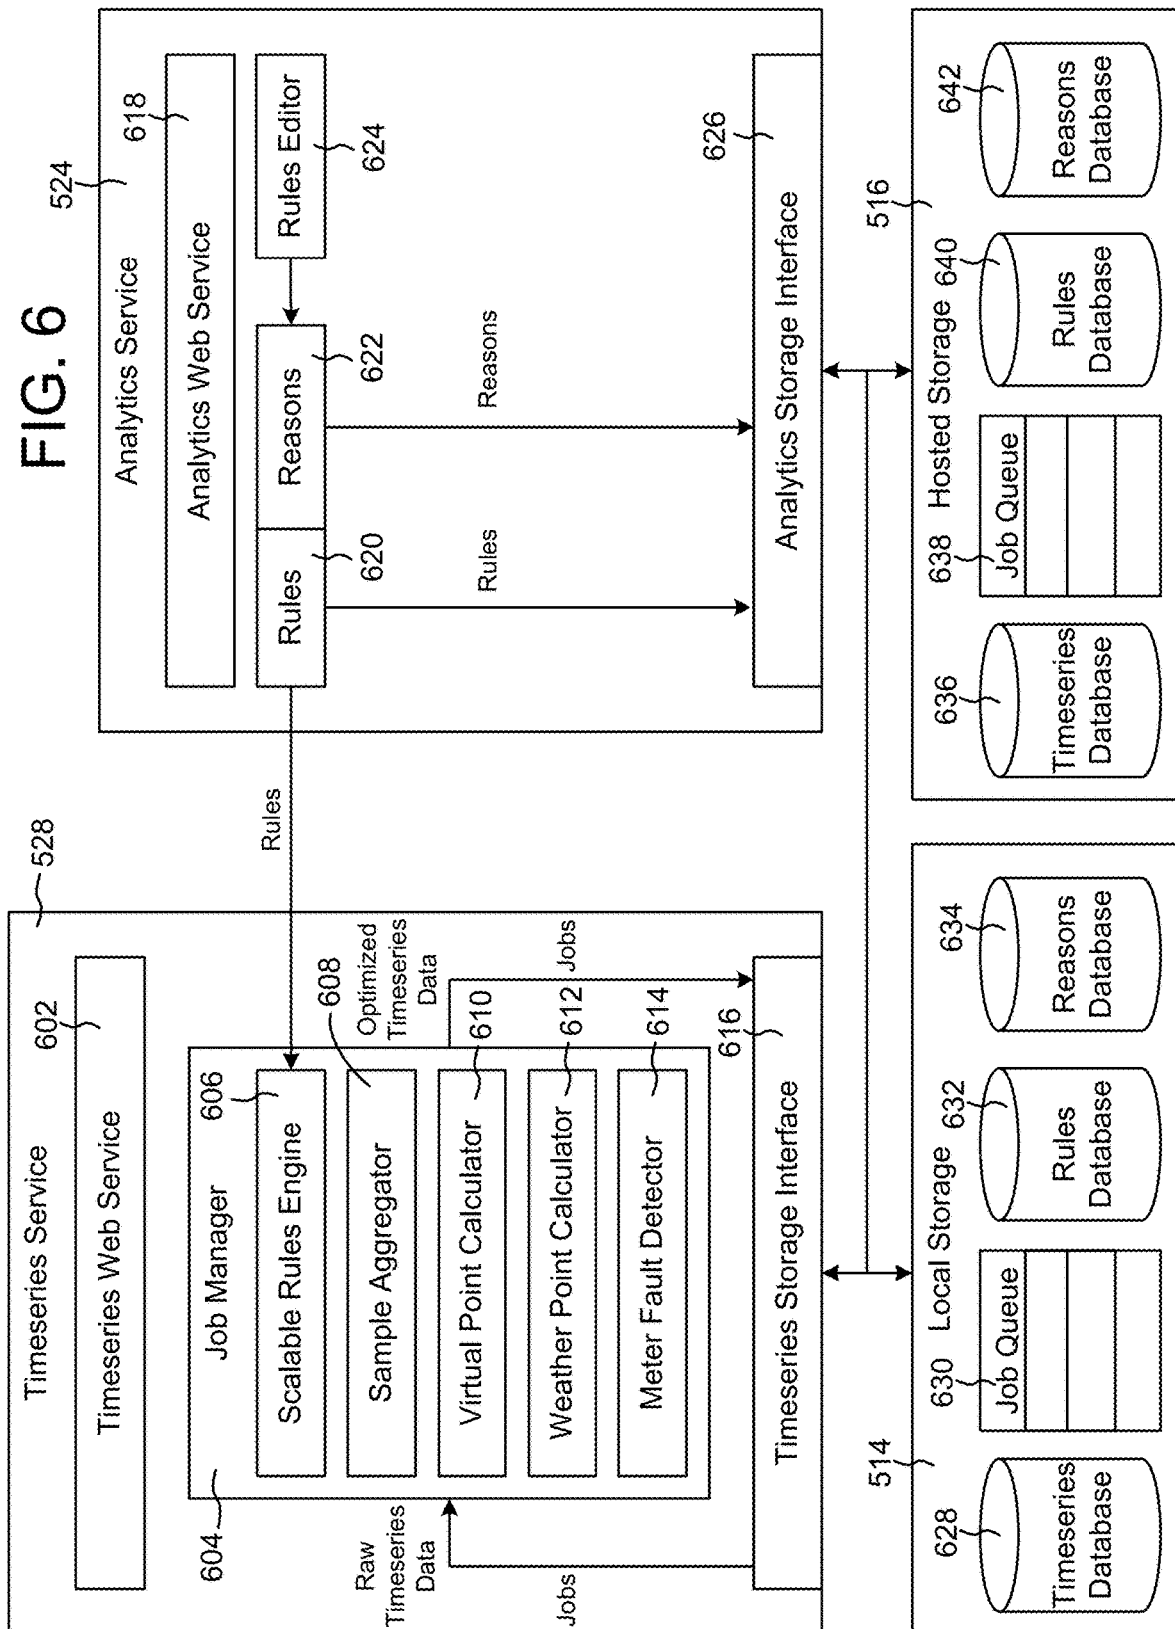 FIG. 6
528
Timeseries Service
Timeseries Web Service
602
604
Job Manager
Scalable Rules Engine
606
Sample Aggregator
608
Virtual Point Calculator
610
Weather Point Calculator
612
Meter Fault Detector
614
Raw
Timeseries
Data
Jobs
Optimized
Timeseries
Data
Jobs
616
Timeseries Storage Interface
Rules
524
Analytics Service
618
Analytics Web Service
Rules
620
Reasons
622
Rules Editor
624
Rules
Reasons
626
Analytics Storage Interface
514
Local Storage
628
Timeseries
Database
630
Job Queue
632
Rules
Database
634
Reasons
Database
516
Hosted Storage
636
Timeseries
Database
638
Job Queue
640
Rules
Database
642
Reasons
Database